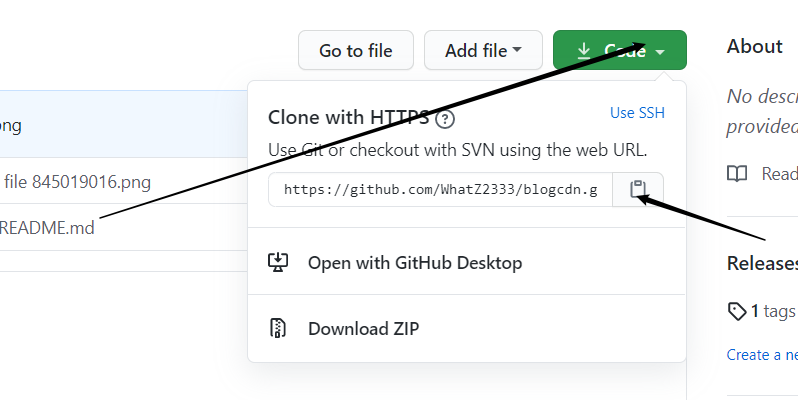 Go to file
Add file
Code
About
No descr
provided
png
Clone with HTTPS
Use SSH
Use Git or checkout with SVN using the web URL.
Read
file 845019016.png
https://github.com/WhatZ2333/blogcdn.g
README.md
Open with GitHub Desktop
Releases
1 tags
Download ZIP
Create a ne